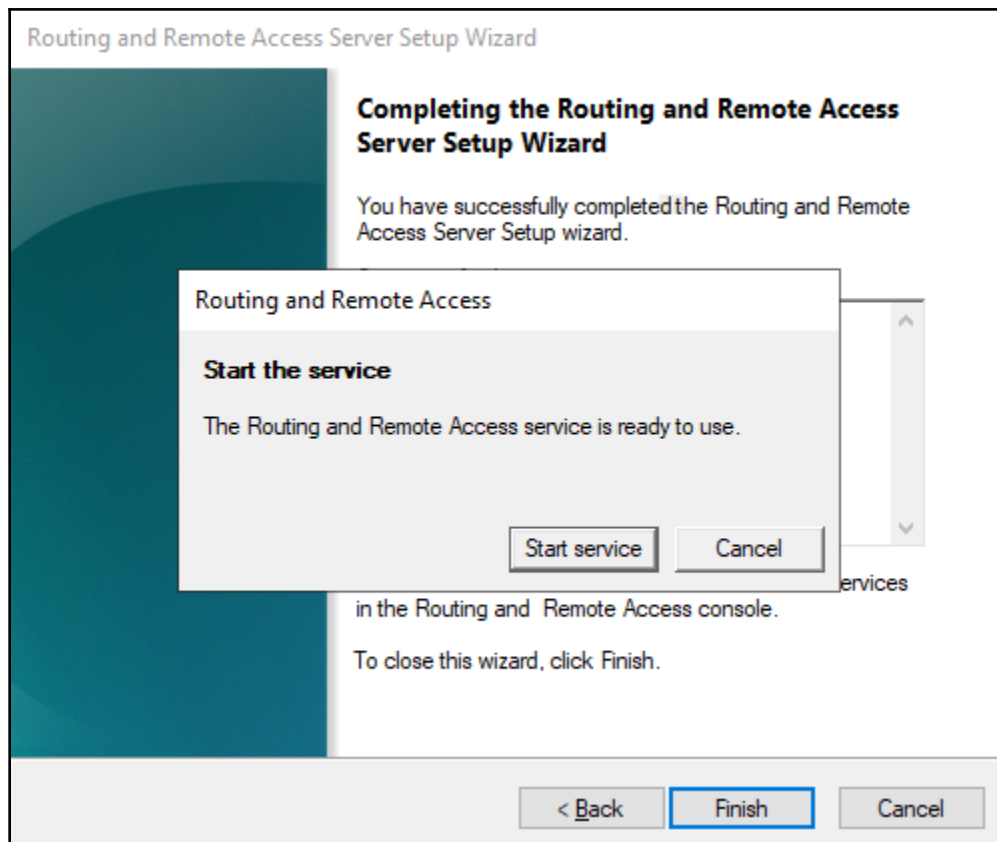 Routing and Remote Access Server Setup Wizard
Completing the Routing and Remote Access
Server Setup Wizard
You have successfully completed the Routing and Remote
Access Server Setup wizard.
Routing and Remote Access
Start the service
The Routing and Remote Access service is ready to use.
Start service
Cancel
ervices
in the Routing and Remote Access console.
To close this wizard, click Finish.
< Back
Finish
Cancel